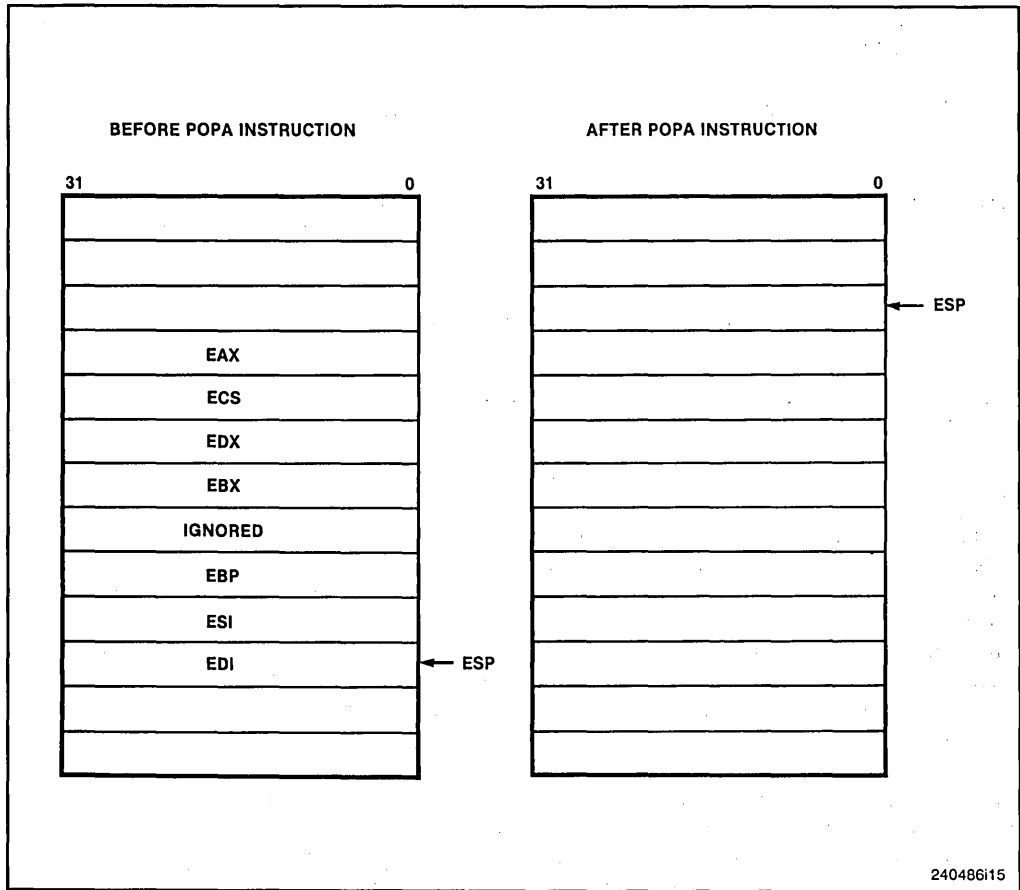 BEFORE POPA INSTRUCTION
31 0
EAX
ECS
EDX
EBX
IGNORED
EBP
ESI
EDI
ESP
AFTER POPA INSTRUCTION
31 0
ESP
240486i15